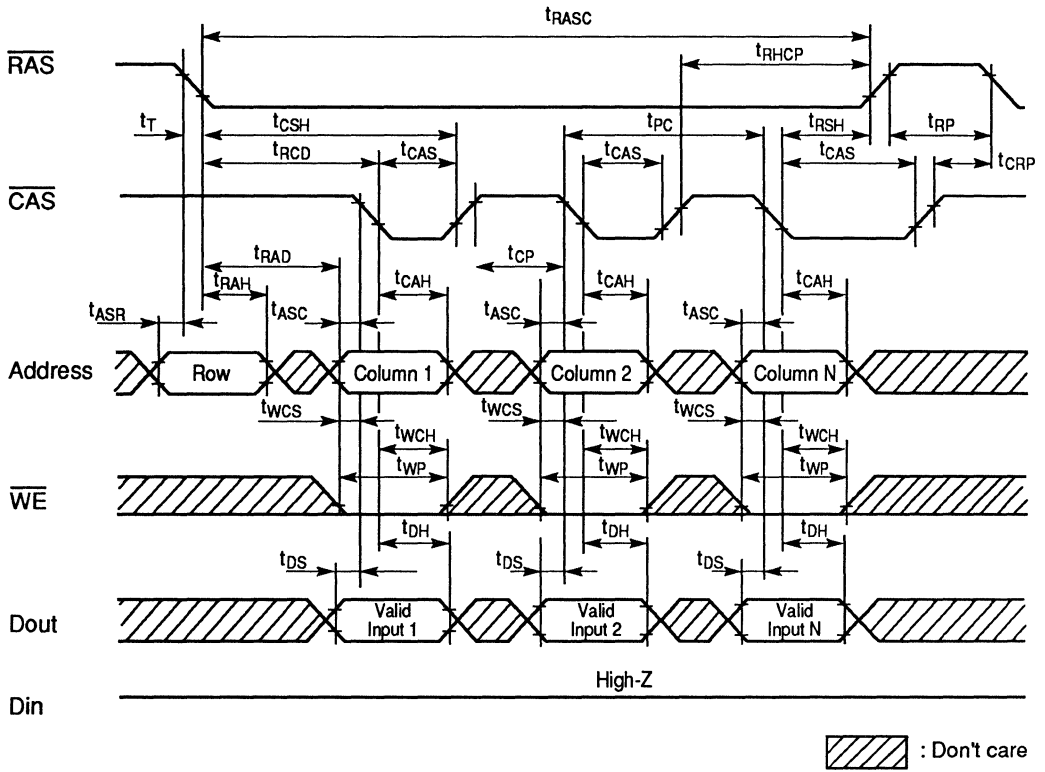 tRASC
RAS
tRHCP
tT
tCSH
tPC
tRSH
tRP
tRCD
tCAS
tCAS
tCAS
tCRP
CAS
tRAD
tCP
tRAH
tCAH
tCAH
tCAH
tASR
tASC
tASC
tASC
Address
Row
Column 1
Column 2
Column N
tWCS
tWCS
tWCS
tWCH
tWCH
tWCH
tWP
tWP
tWP
WE
tDH
tDH
tDH
tDS
tDS
tDS
Dout
Valid Input 1
Valid Input 2
Valid Input N
High-Z
Din
: Don't care